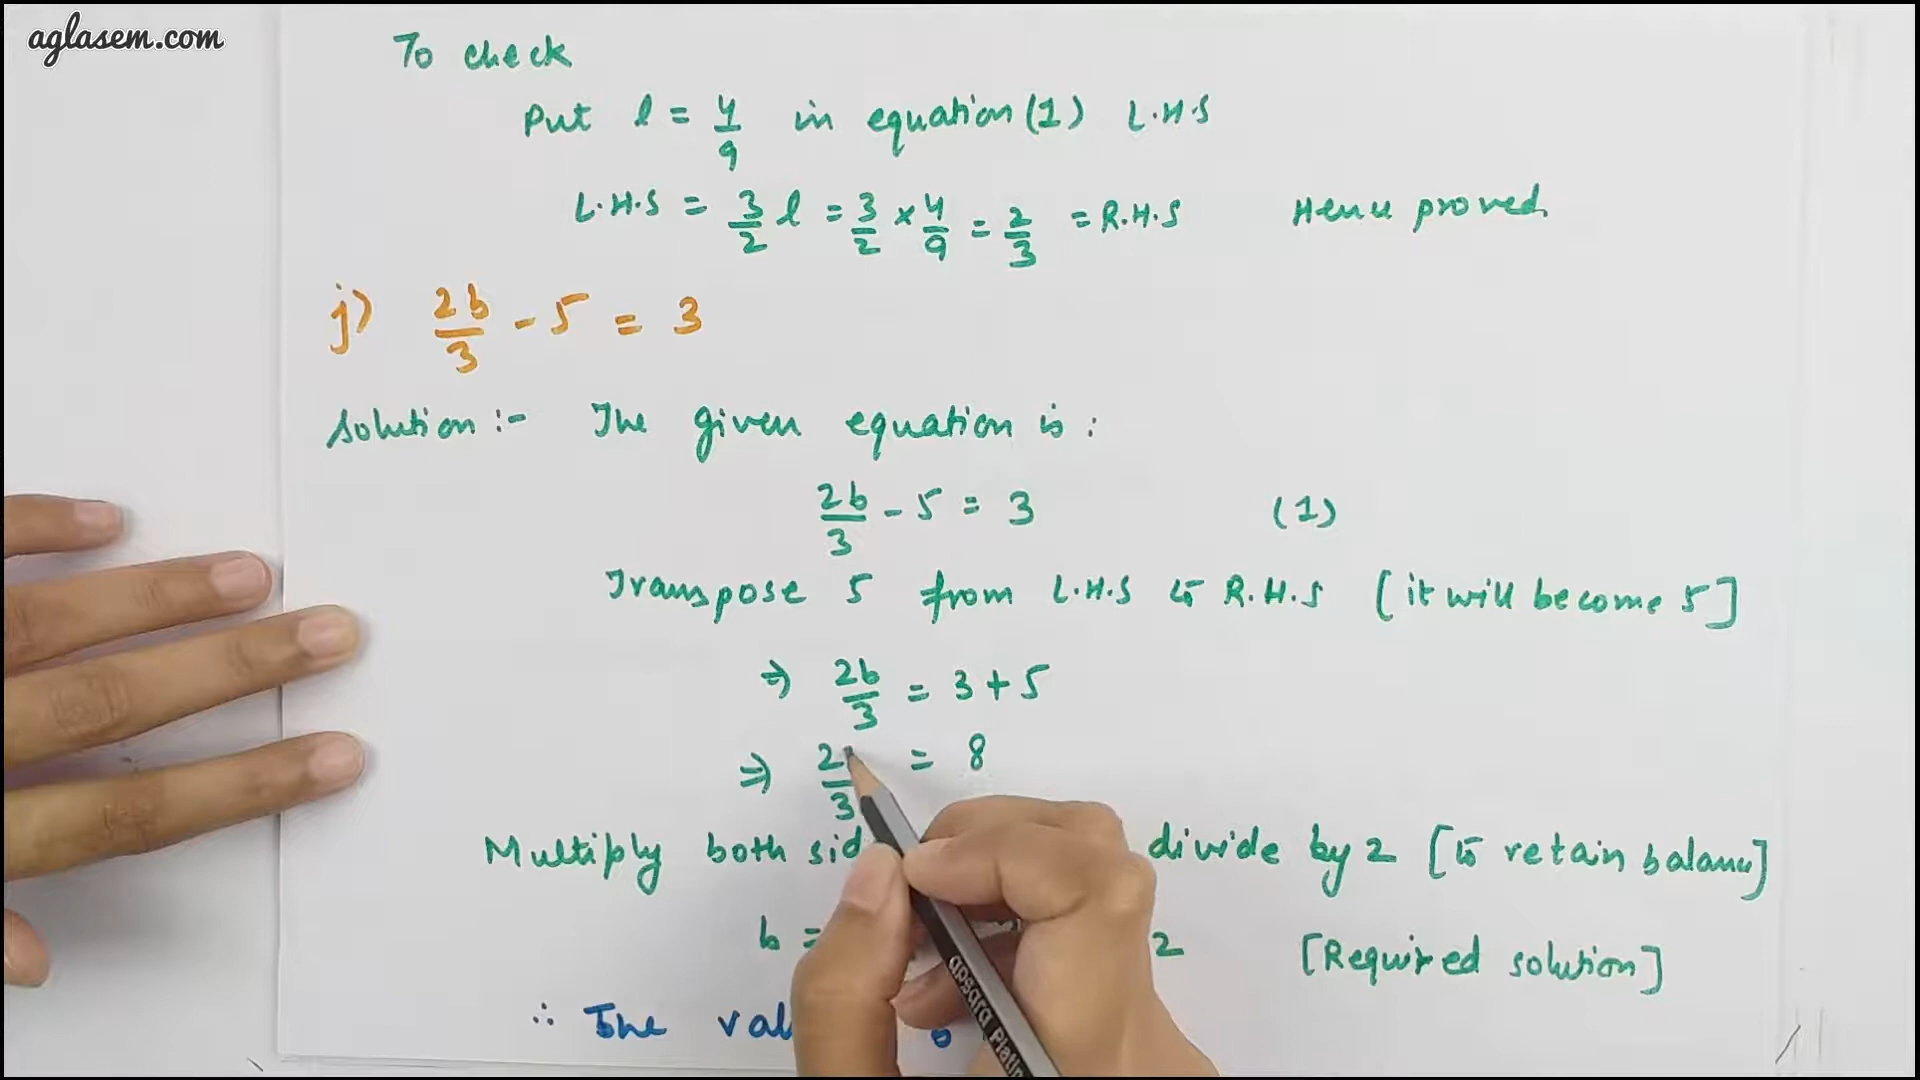 aglasem.com
To check
Put l = 4/9 in equation (1) L.H.S
L.H.S = 3/2 l = 3/2 × 4/9 = 2/3 = R.H.S Hence proved
j) 2b/3 - 5 = 3
Solution :- The given equation is :
2b/3 - 5 = 3 (1)
Transpose 5 from L.H.S to R.H.S [it will become 5]
⇒ 2b/3 = 3 + 5
⇒ 2 /3 = 8
Multiply both divide by 2 [to retain balance]
b = 2 [Required solution]
∴ The
apsara